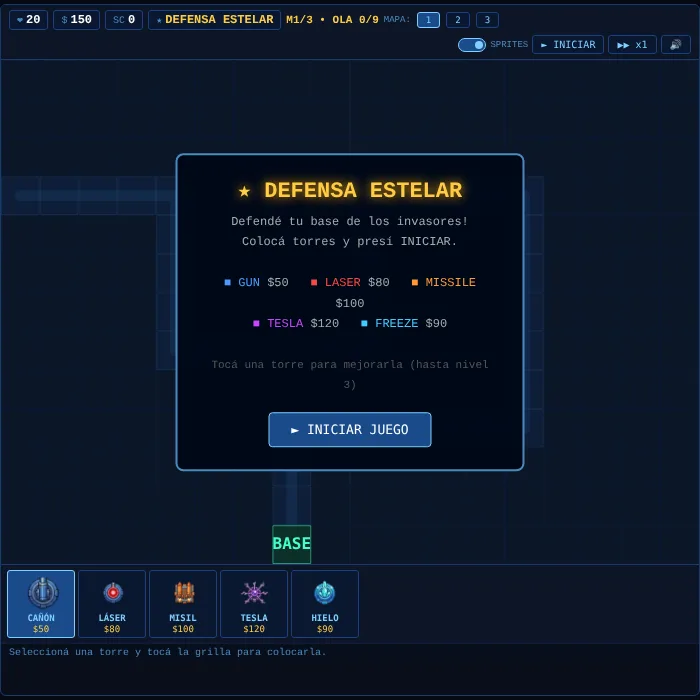 ❤ 20 $ 150 SC 0 ★ DEFENSA ESTELAR M1/3 • OLA 0/9 MAPA: 1 2 3
SPRITES ► INICIAR ▶▶ x1 🔊
★ DEFENSA ESTELAR
Defendé tu base de los invasores!
Colocá torres y presí INICIAR.
■ GUN $50 ■ LASER $80 ■ MISSILE
$100
■ TESLA $120 ■ FREEZE $90
Tocá una torre para mejorarla (hasta nivel
3)
► INICIAR JUEGO
BASE
CAÑÓN LÁSER MISIL TESLA HIELO
$50 $80 $100 $120 $90
Seleccioná una torre y tocá la grilla para colocarla.